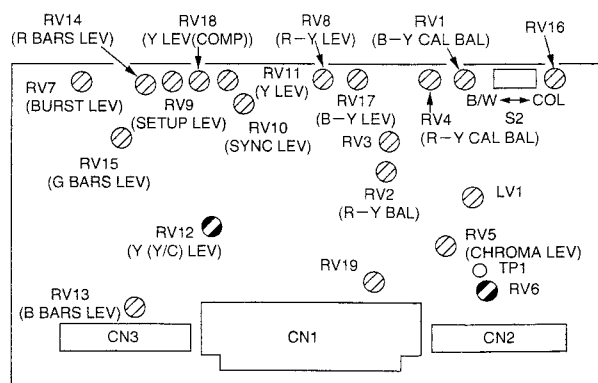 RV14
(R BARS LEV)
RV18
(Y LEV(COMP))
RV8
(R−Y LEV)
RV1
(B−Y CAL BAL)
RV16
RV7
(BURST LEV)
RV9
(SETUP LEV)
RV11
(Y LEV)
RV10
(SYNC LEV)
RV17
(B−Y LEV)
RV4
(R−Y CAL BAL)
B/W ↔ COL
S2
RV3
RV15
(G BARS LEV)
RV2
(R−Y BAL)
LV1
RV12
(Y (Y/C) LEV)
RV5
(CHROMA LEV)
TP1
RV6
RV19
RV13
(B BARS LEV)
CN3
CN1
CN2